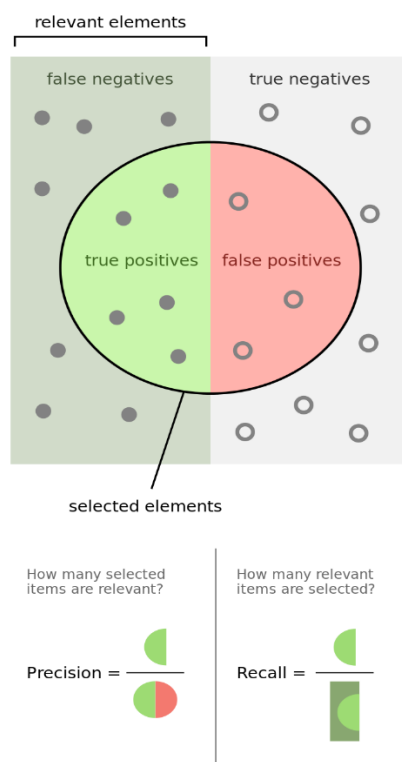 relevant elements
false negatives
true negatives
true positives
false positives
selected elements
How many selected
items are relevant?
How many relevant
items are selected?
Precision =
Recall =